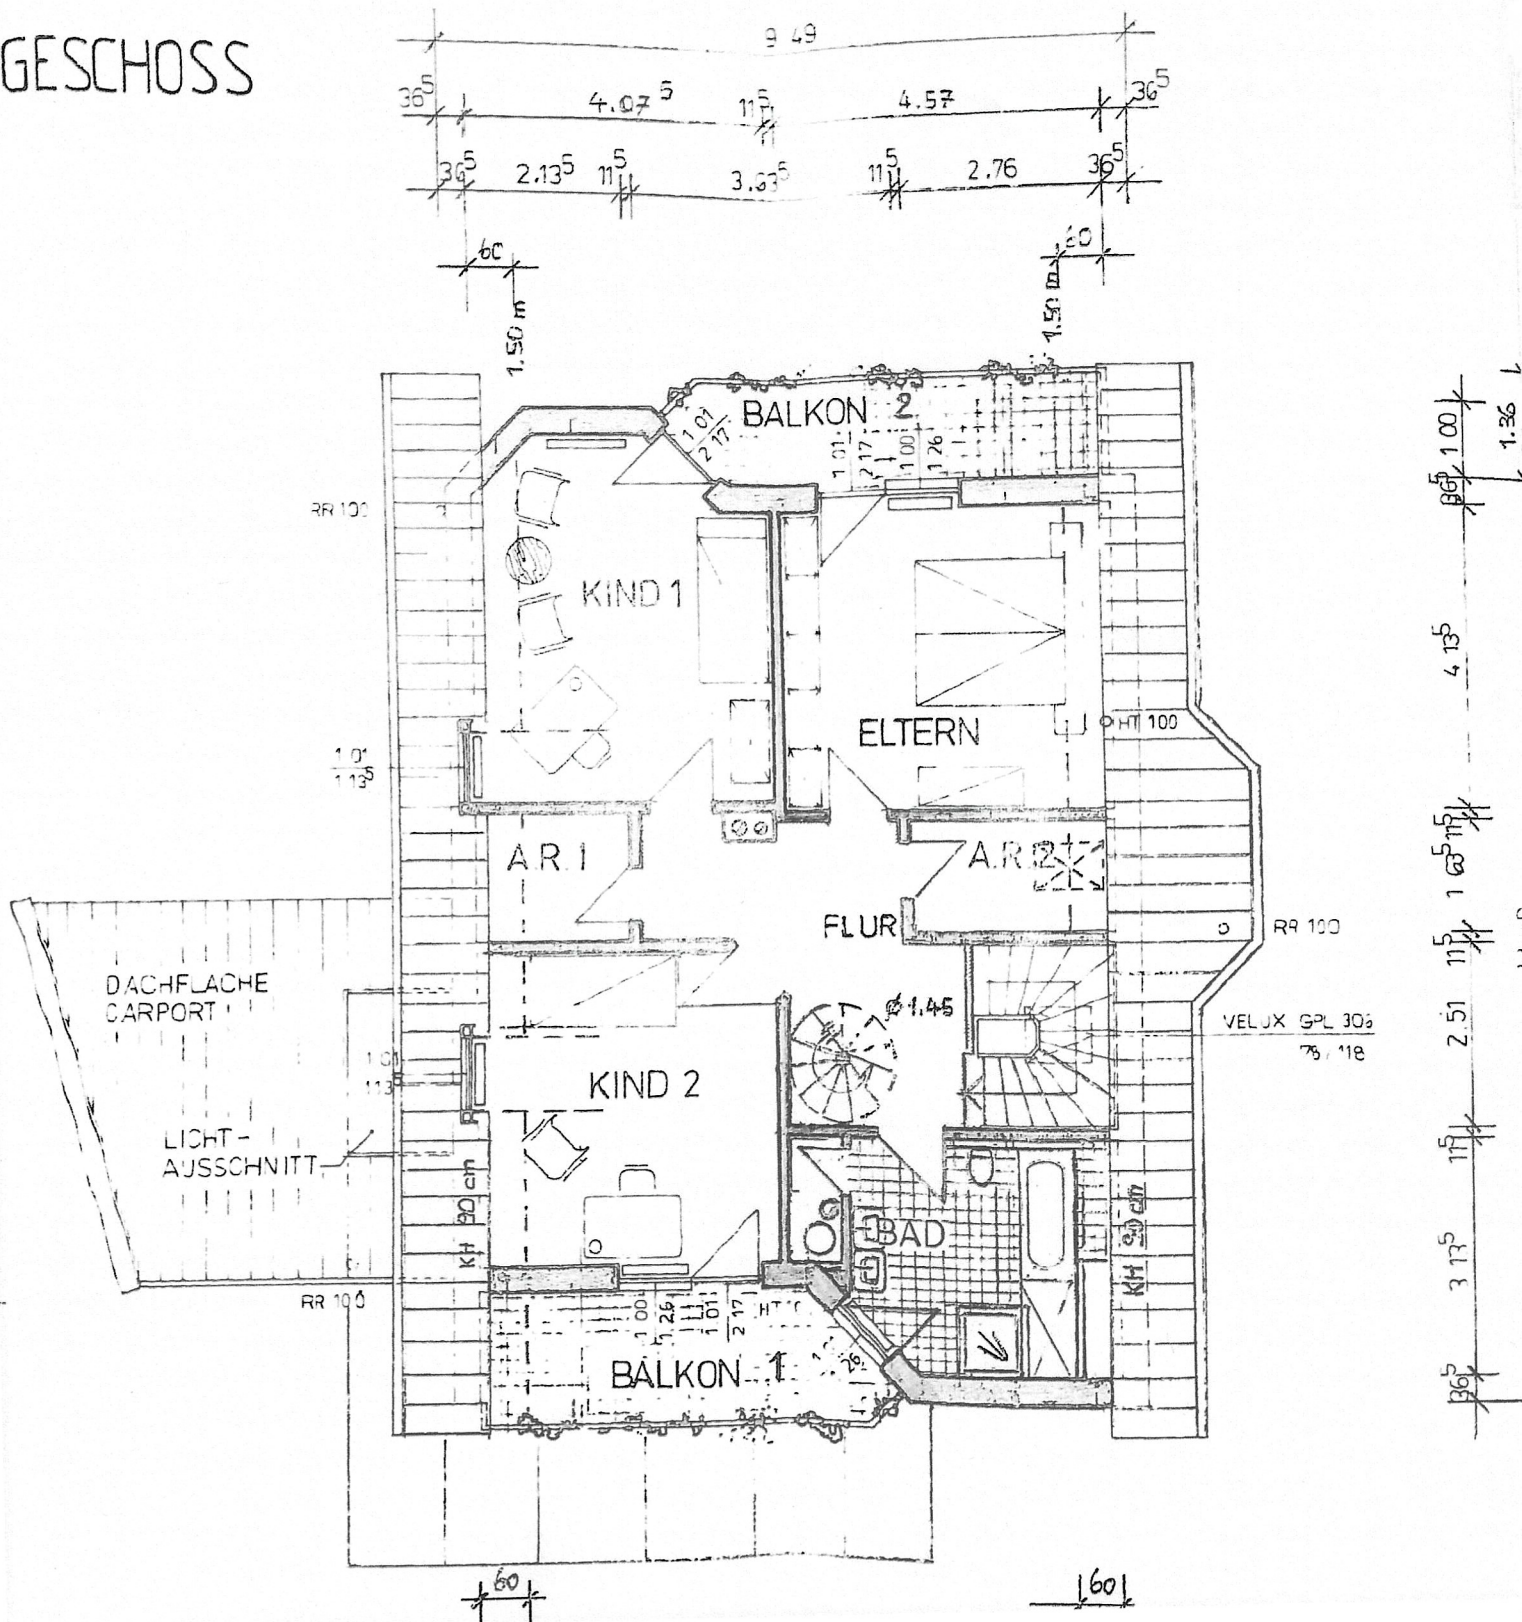 GESCHOSS
9 49
36⁵ 4.07⁵ 11⁵ 4.57 36⁵
36⁵ 2.13⁵ 11⁵ 3.63⁵ 11⁵ 2.76 36⁵
60
60
1.50 m
1.50 m
BALKON 2
1 01
2 17
1 01
2 17
1 00
1 26
RR 100
KIND 1
ELTERN
HT 100
1 01
1 13⁵
A.R. 1
A.R. 2
FLUR
RR 100
DACHFLÄCHE
CARPORT
Ø 1.45
VELUX GPL 306
78 / 118
1 01
1 13⁵
KIND 2
LICHT-
AUSSCHNITT
KH 90 cm
BAD
KH 90 cm
RR 100
1 00
1 26
1 01
2 17
BALKON 1
60
60
1 00
1.36
36⁵
4 13⁵
11⁵
1 63⁵
11⁵
2.51
11⁵
3 13⁵
36⁵